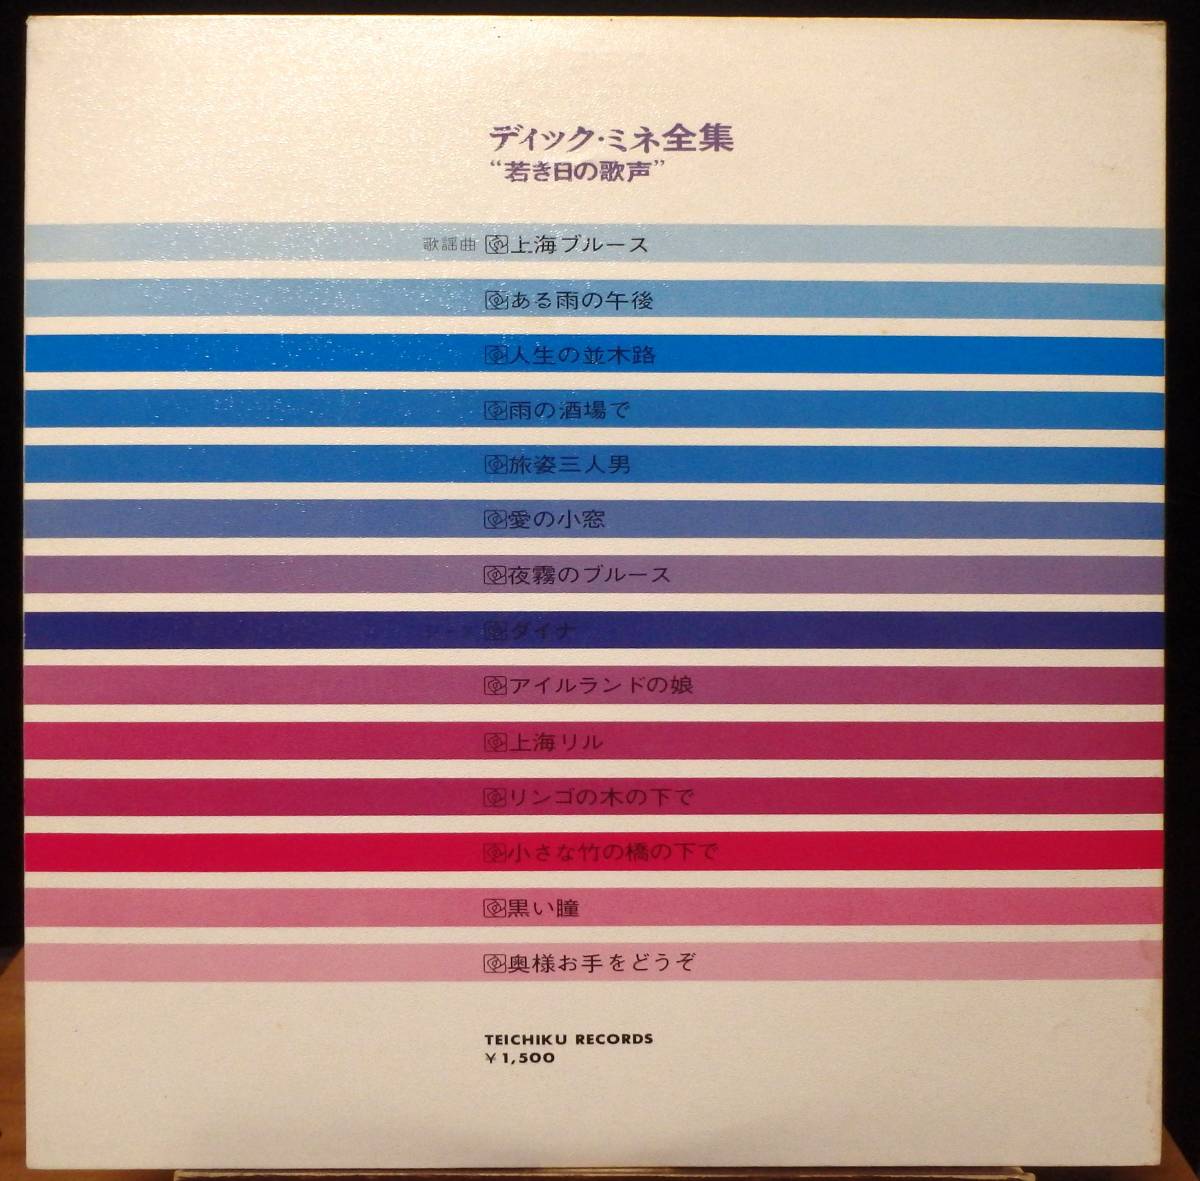 ディック・ミネ全集
“若き日の歌声”
歌謡曲 上海ブルース
ある雨の午後
人生の並木路
雨の酒場で
旅姿三人男
愛の小窓
夜霧のブルース
ダイナ
アイルランドの娘
上海リル
リンゴの木の下で
小さな竹の橋の下で
黒い瞳
奥様お手をどうぞ
TEICHIKU RECORDS
¥1,500